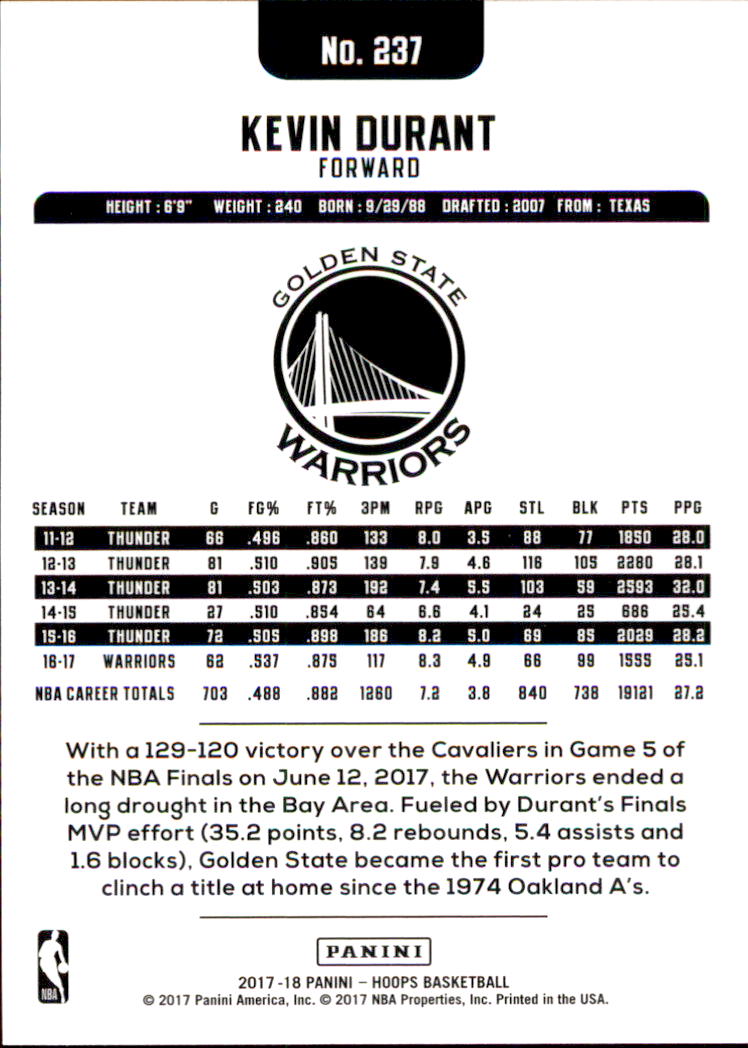 No. 237
KEVIN DURANT
FORWARD
HEIGHT : 6'9" WEIGHT : 240 BORN : 9/29/88 DRAFTED : 2007 FROM : TEXAS
GOLDEN STATE
WARRIORS
SEASON TEAM G FG% FT% 3PM RPG APG STL BLK PTS PPG
11-12 THUNDER 66 .496 .860 133 8.0 3.5 88 77 1850 28.0
12-13 THUNDER 81 .510 .905 139 7.9 4.6 116 105 2280 28.1
13-14 THUNDER 81 .503 .873 192 7.4 5.5 103 59 2593 32.0
14-15 THUNDER 27 .510 .854 64 6.6 4.1 24 25 686 25.4
15-16 THUNDER 72 .505 .898 186 8.2 5.0 69 85 2029 28.2
16-17 WARRIORS 62 .537 .875 117 8.3 4.9 66 99 1555 25.1
NBA CAREER TOTALS 703 .488 .882 1260 7.2 3.8 840 738 19121 27.2
With a 129-120 victory over the Cavaliers in Game 5 of
the NBA Finals on June 12, 2017, the Warriors ended a
long drought in the Bay Area. Fueled by Durant's Finals
MVP effort (35.2 points, 8.2 rebounds, 5.4 assists and
1.6 blocks), Golden State became the first pro team to
clinch a title at home since the 1974 Oakland A's.
NBA
PANINI
2017-18 PANINI – HOOPS BASKETBALL
© 2017 Panini America, Inc. © 2017 NBA Properties, Inc. Printed in the USA.